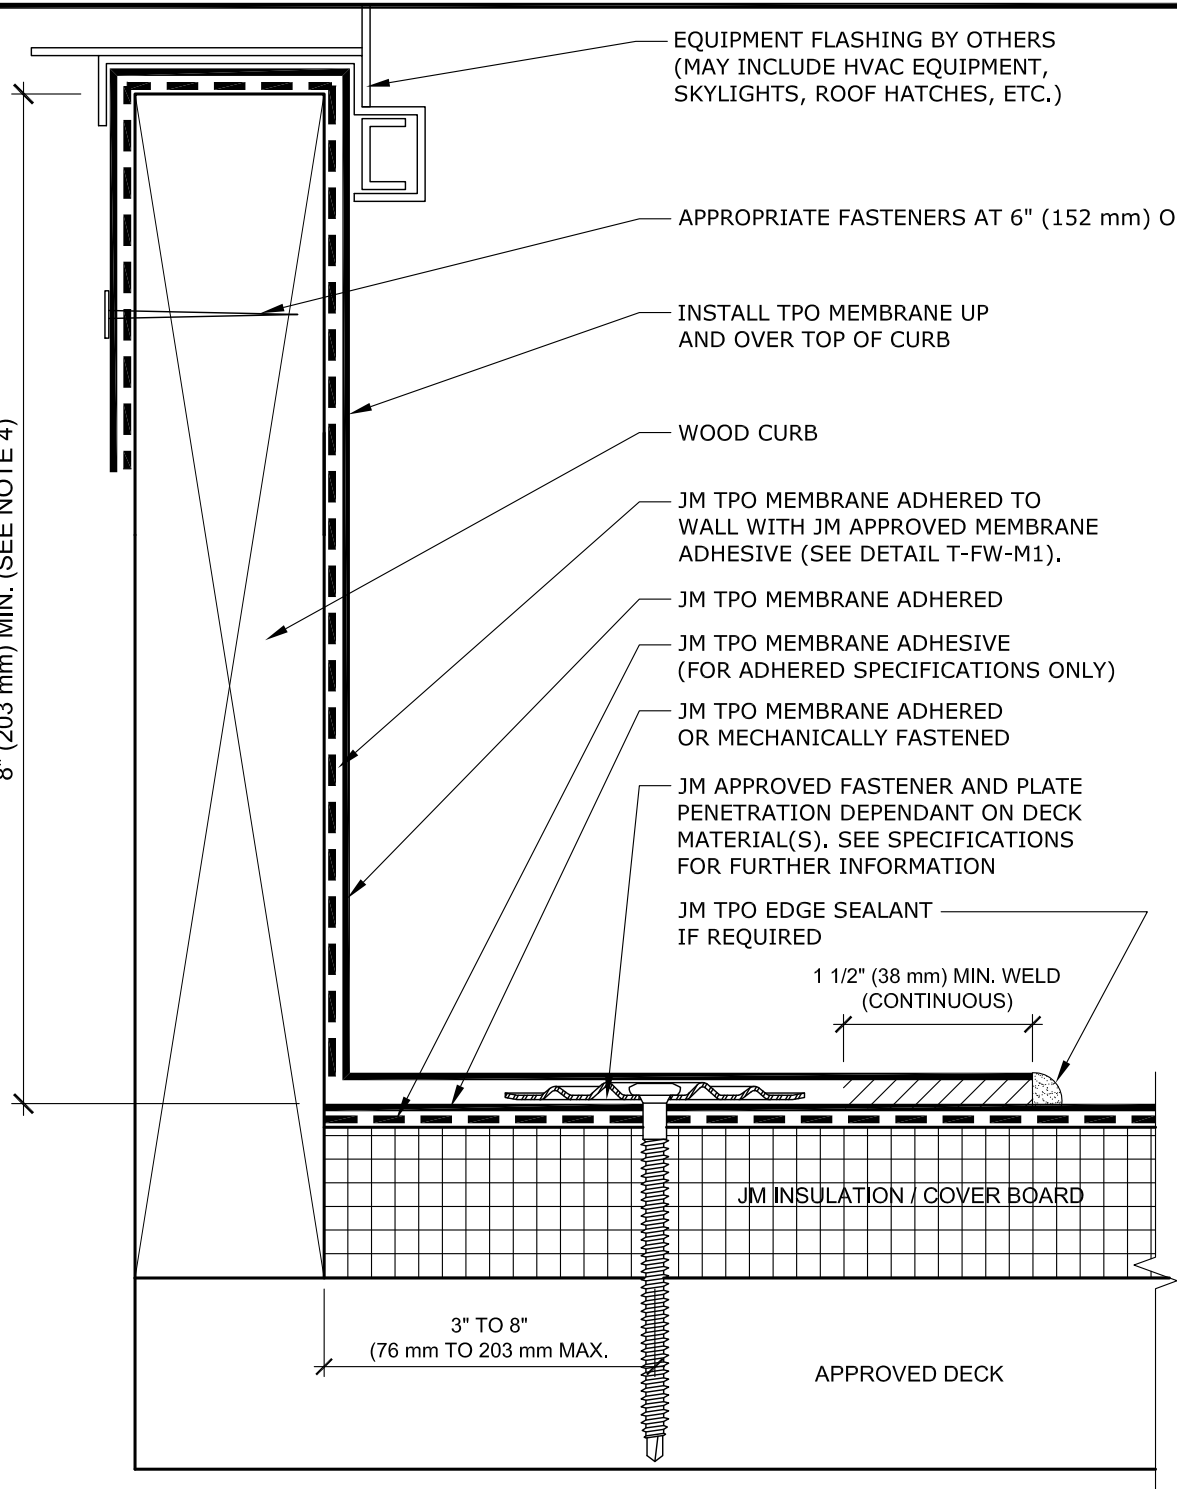 EQUIPMENT FLASHING BY OTHERS
(MAY INCLUDE HVAC EQUIPMENT,
SKYLIGHTS, ROOF HATCHES, ETC.)
APPROPRIATE FASTENERS AT 6" (152 mm) O
INSTALL TPO MEMBRANE UP
AND OVER TOP OF CURB
WOOD CURB
8" (203 mm) MIN. (SEE NOTE 4)
JM TPO MEMBRANE ADHERED TO
WALL WITH JM APPROVED MEMBRANE
ADHESIVE (SEE DETAIL T-FW-M1).
JM TPO MEMBRANE ADHERED
JM TPO MEMBRANE ADHESIVE
(FOR ADHERED SPECIFICATIONS ONLY)
JM TPO MEMBRANE ADHERED
OR MECHANICALLY FASTENED
JM APPROVED FASTENER AND PLATE
PENETRATION DEPENDANT ON DECK
MATERIAL(S). SEE SPECIFICATIONS
FOR FURTHER INFORMATION
JM TPO EDGE SEALANT
IF REQUIRED
1 1/2" (38 mm) MIN. WELD
(CONTINUOUS)
JM INSULATION / COVER BOARD
3" TO 8"
(76 mm TO 203 mm MAX.
APPROVED DECK